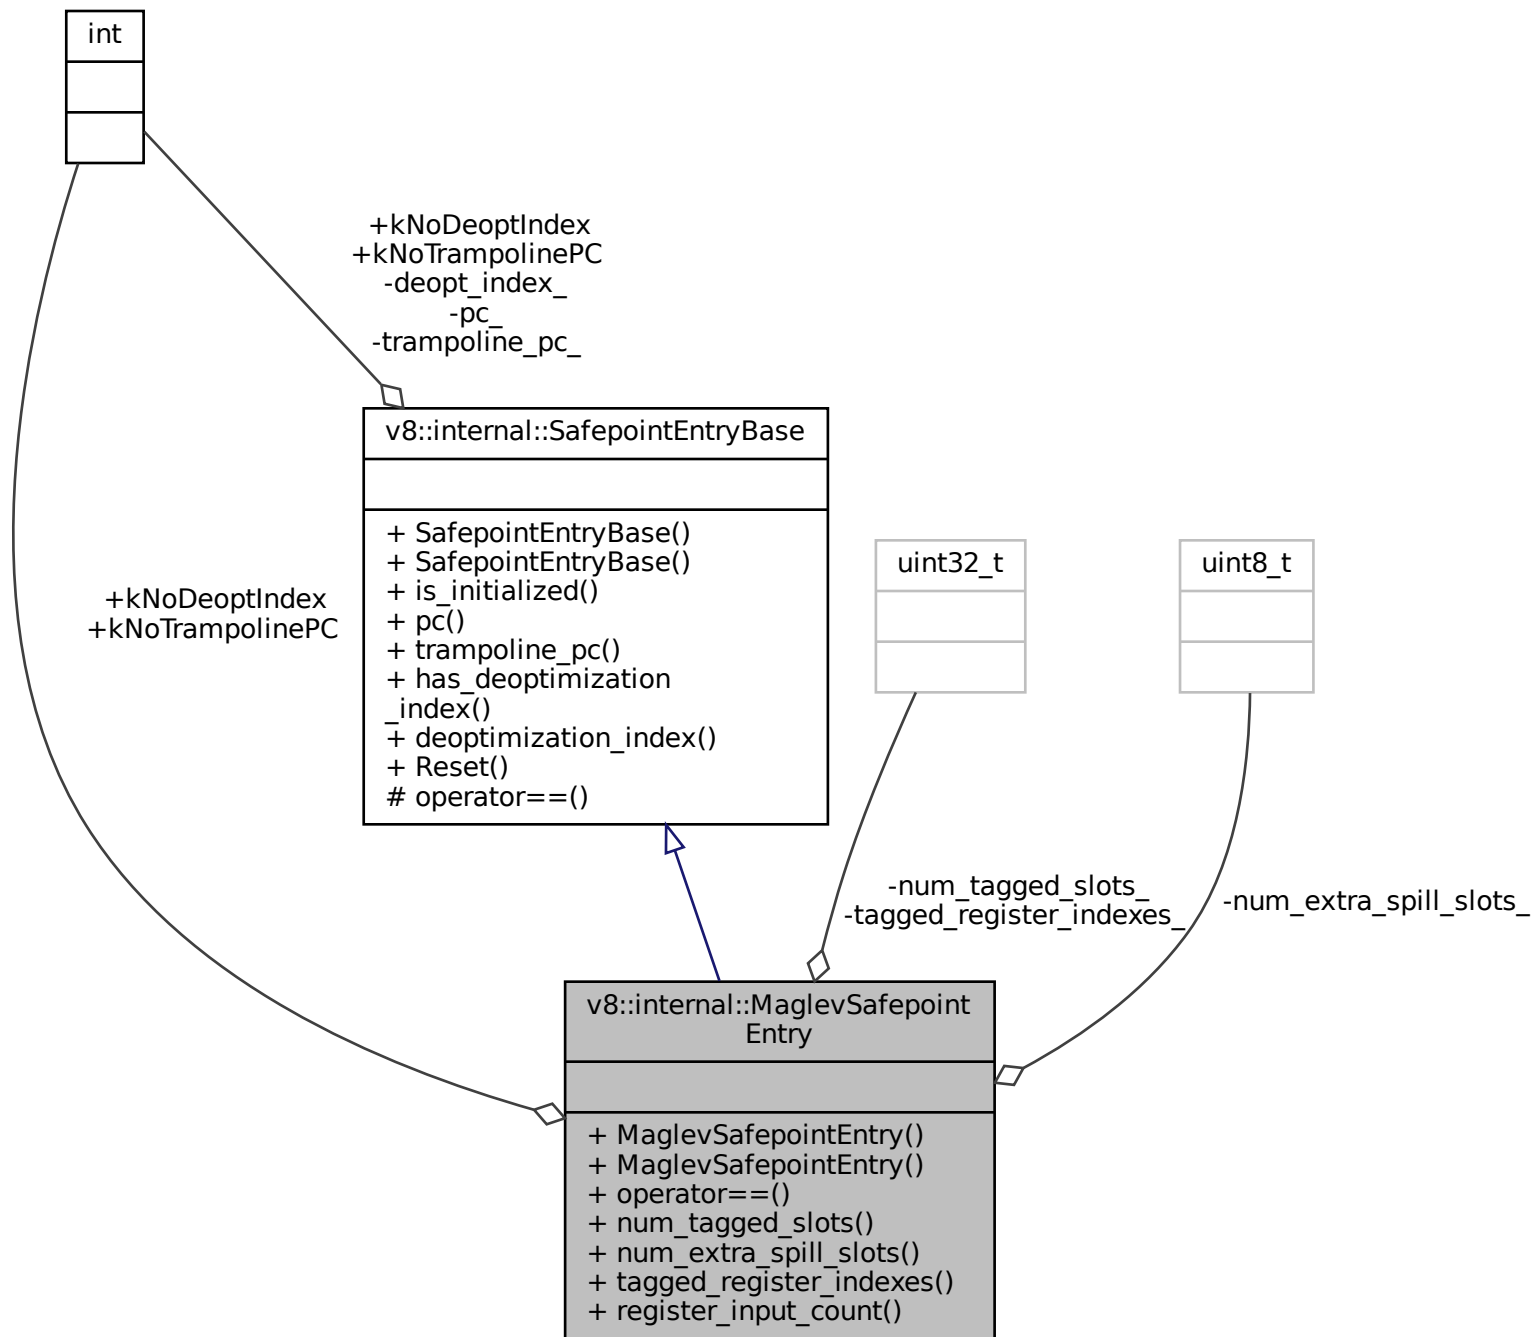 int
+kNoDeoptIndex
+kNoTrampolinePC
-deopt_index_
-pc_
-trampoline_pc_
v8::internal::SafepointEntryBase
+ SafepointEntryBase()
+ SafepointEntryBase()
+ is_initialized()
+ pc()
+ trampoline_pc()
+ has_deoptimization
_index()
+ deoptimization_index()
+ Reset()
# operator==()
uint32_t
uint8_t
+kNoDeoptIndex
+kNoTrampolinePC
-num_tagged_slots_
-tagged_register_indexes_
-num_extra_spill_slots_
v8::internal::MaglevSafepoint
Entry
+ MaglevSafepointEntry()
+ MaglevSafepointEntry()
+ operator==()
+ num_tagged_slots()
+ num_extra_spill_slots()
+ tagged_register_indexes()
+ register_input_count()